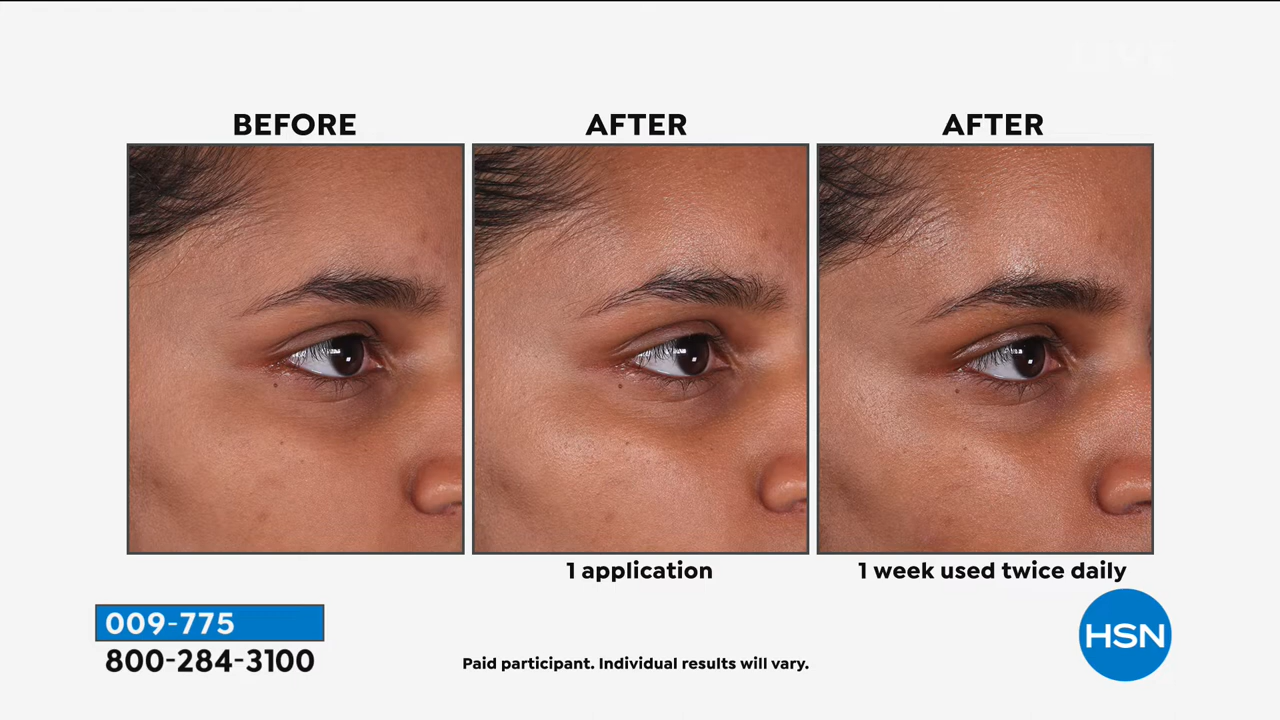 BEFORE
AFTER
AFTER
1 application
1 week used twice daily
009-775
800-284-3100
Paid participant. Individual results will vary.
HSN